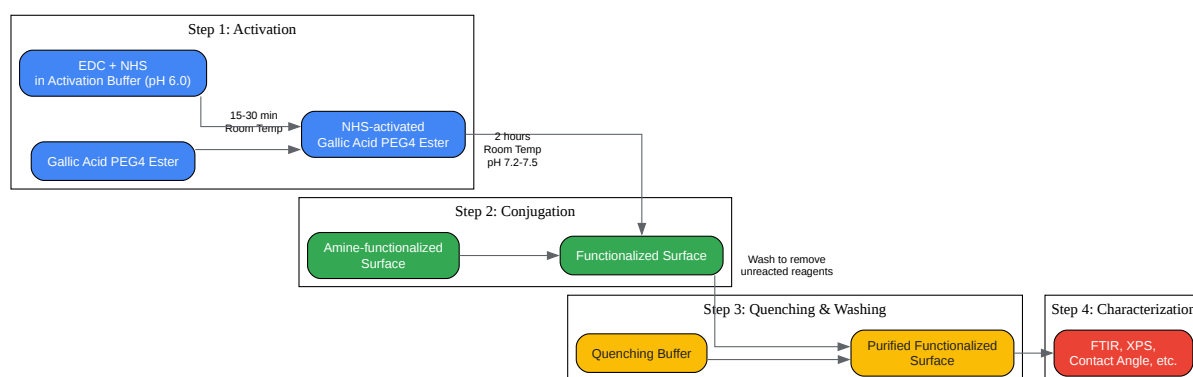 Step 1: Activation
EDC + NHS
in Activation Buffer (pH 6.0)
15-30 min
Room Temp
NHS-activated
Gallic Acid PEG4 Ester
Gallic Acid PEG4 Ester
2 hours
Room Temp
pH 7.2-7.5
Step 2: Conjugation
Amine-functionalized
Surface
Functionalized Surface
Wash to remove
unreacted reagents
Step 3: Quenching & Washing
Quenching Buffer
Purified Functionalized
Surface
Step 4: Characterization
FTIR, XPS,
Contact Angle, etc.